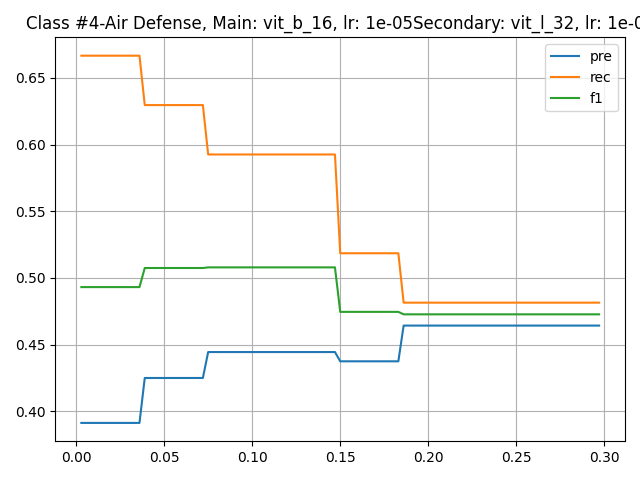 Class #4-Air Defense, Main: vit_b_16, lr: 1e-05Secondary: vit_l_32, lr: 1e-0
pre
rec
f1
0.65
0.60
0.55
0.50
0.45
0.40
0.00 0.05 0.10 0.15 0.20 0.25 0.30